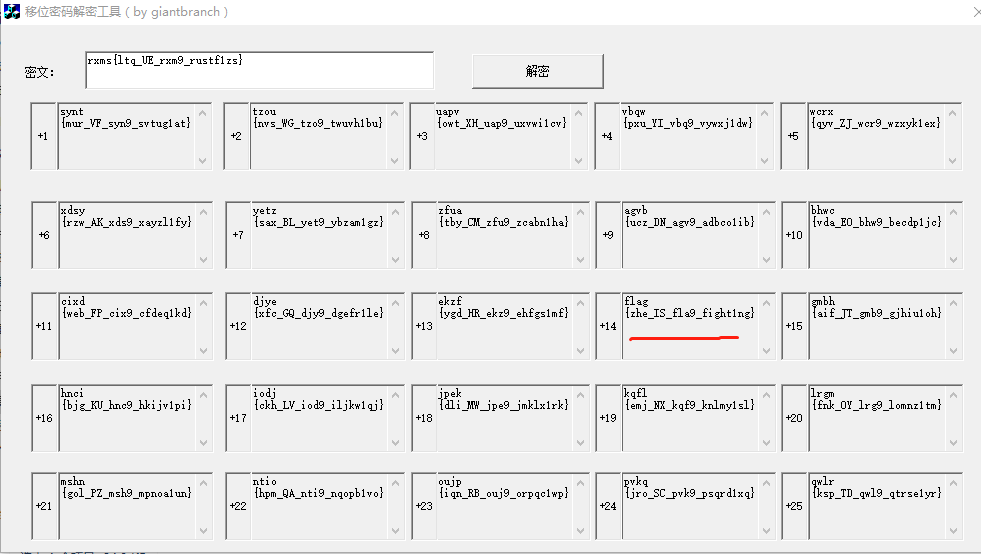 移位密码解密工具（by giantbranch）
密文：
rxms{ltq_UE_rxm9_rustf1zs}
解密
+1
synt
{mur_VF_syn9_svtug1at}
+2
tzou
{nvs_WG_tzo9_twuvh1bu}
+3
uapv
{owt_XH_uap9_uxvwi1cv}
+4
vbqw
{pxu_YI_vbq9_vywxj1dw}
+5
wcrx
{qyv_ZJ_wcr9_wzxyk1ex}
+6
xdsy
{rzw_AK_xds9_xayzl1fy}
+7
yetz
{sax_BL_yet9_ybzam1gz}
+8
zfua
{tby_CM_zfu9_zcabn1ha}
+9
agvb
{ucz_DN_agv9_adbco1ib}
+10
bhwc
{vda_EO_bhw9_becdp1jc}
+11
cixd
{web_FP_cix9_cfdeq1kd}
+12
djye
{xfc_GQ_djy9_dgefr1le}
+13
ekzf
{ygd_HR_ekz9_ehfgs1mf}
+14
flag
{zhe_IS_fla9_fight1ng}
+15
gmbh
{aif_JT_gmb9_gjhiu1oh}
+16
hnci
{bjg_KU_hnc9_hkijv1pi}
+17
iodj
{ckh_LV_iod9_iljkw1qj}
+18
jpek
{dli_MW_jpe9_jmklx1rk}
+19
kqfl
{emj_NX_kqf9_knlmy1sl}
+20
lrgm
{fnk_OY_lrg9_lomnz1tm}
+21
mshn
{gol_PZ_msh9_mpnoa1un}
+22
ntio
{hpm_QA_nti9_nqopb1vo}
+23
oujp
{iqn_RB_ouj9_orpqc1wp}
+24
pvkq
{jro_SC_pvk9_psqrd1xq}
+25
qwlr
{ksp_TD_qwl9_qtrse1yr}